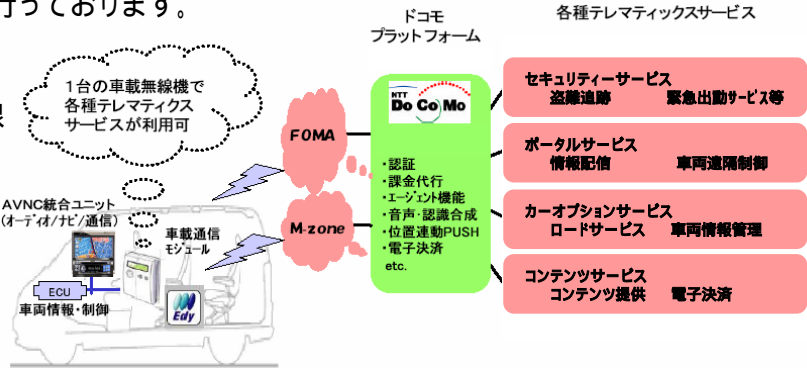 行っております。
線
1台の車載無線機で
各種テレマティクス
サービスが利用可
AVNC統合ユニット
(オーディオ/ナビ/通信)
車載通信
モジュール
ECU
車両情報・制御
Edy
FOMA
M-zone
ドコモ
プラットフォーム
NTT
DoCoMo
・認証
・課金代行
・エージェント機能
・音声・認識合成
・位置連動PUSH
・電子決済
etc.
各種テレマティックスサービス
セキュリティーサービス
盗難追跡 緊急出動サービス等
ポータルサービス
情報配信 車両遠隔制御
カーオプションサービス
ロードサービス 車両情報管理
コンテンツサービス
コンテンツ提供 電子決済